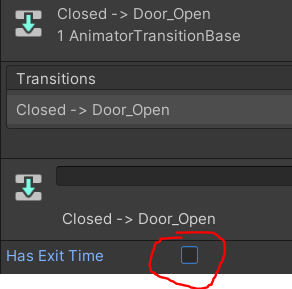 Closed -> Door_Open
1 AnimatorTransitionBase
Transitions
Closed -> Door_Open
Closed -> Door_Open
Has Exit Time